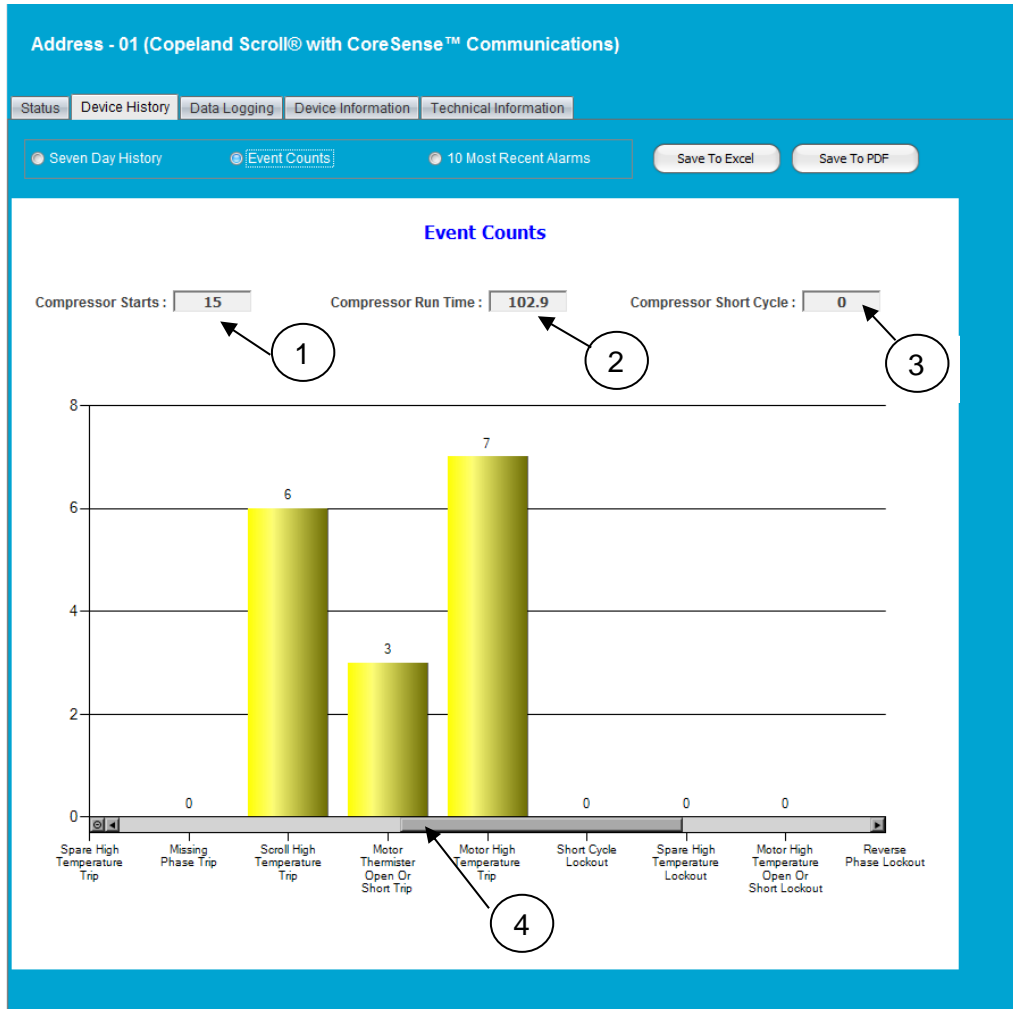 Address - 01 (Copeland Scroll® with CoreSense™ Communications)
Status Device History Data Logging Device Information Technical Information
Seven Day History Event Counts 10 Most Recent Alarms Save To Excel Save To PDF
Event Counts
Compressor Starts : 15 Compressor Run Time : 102.9 Compressor Short Cycle : 0
1 2 3
8
7
6
6
4
3
2
0 0 0 0
0
Spare High Temperature Trip
Missing Phase Trip
Scroll High Temperature Trip
Motor Thermister Open Or Short Trip
Motor High Temperature Trip
Short Cycle Lockout
Spare High Temperature Lockout
Motor High Temperature Open Or Short Lockout
Reverse Phase Lockout
4